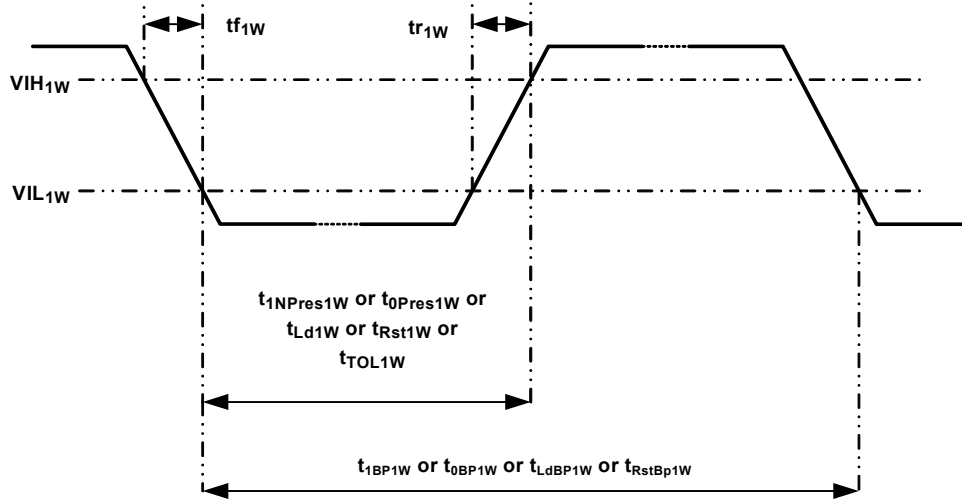 tf1W
tr1W
VIH1W
VIL1W
t1NPres1W or t0Pres1W or
tLd1W or tRst1W or
tTOL1W
t1BP1W or t0BP1W or tLdBP1W or tRstBp1W